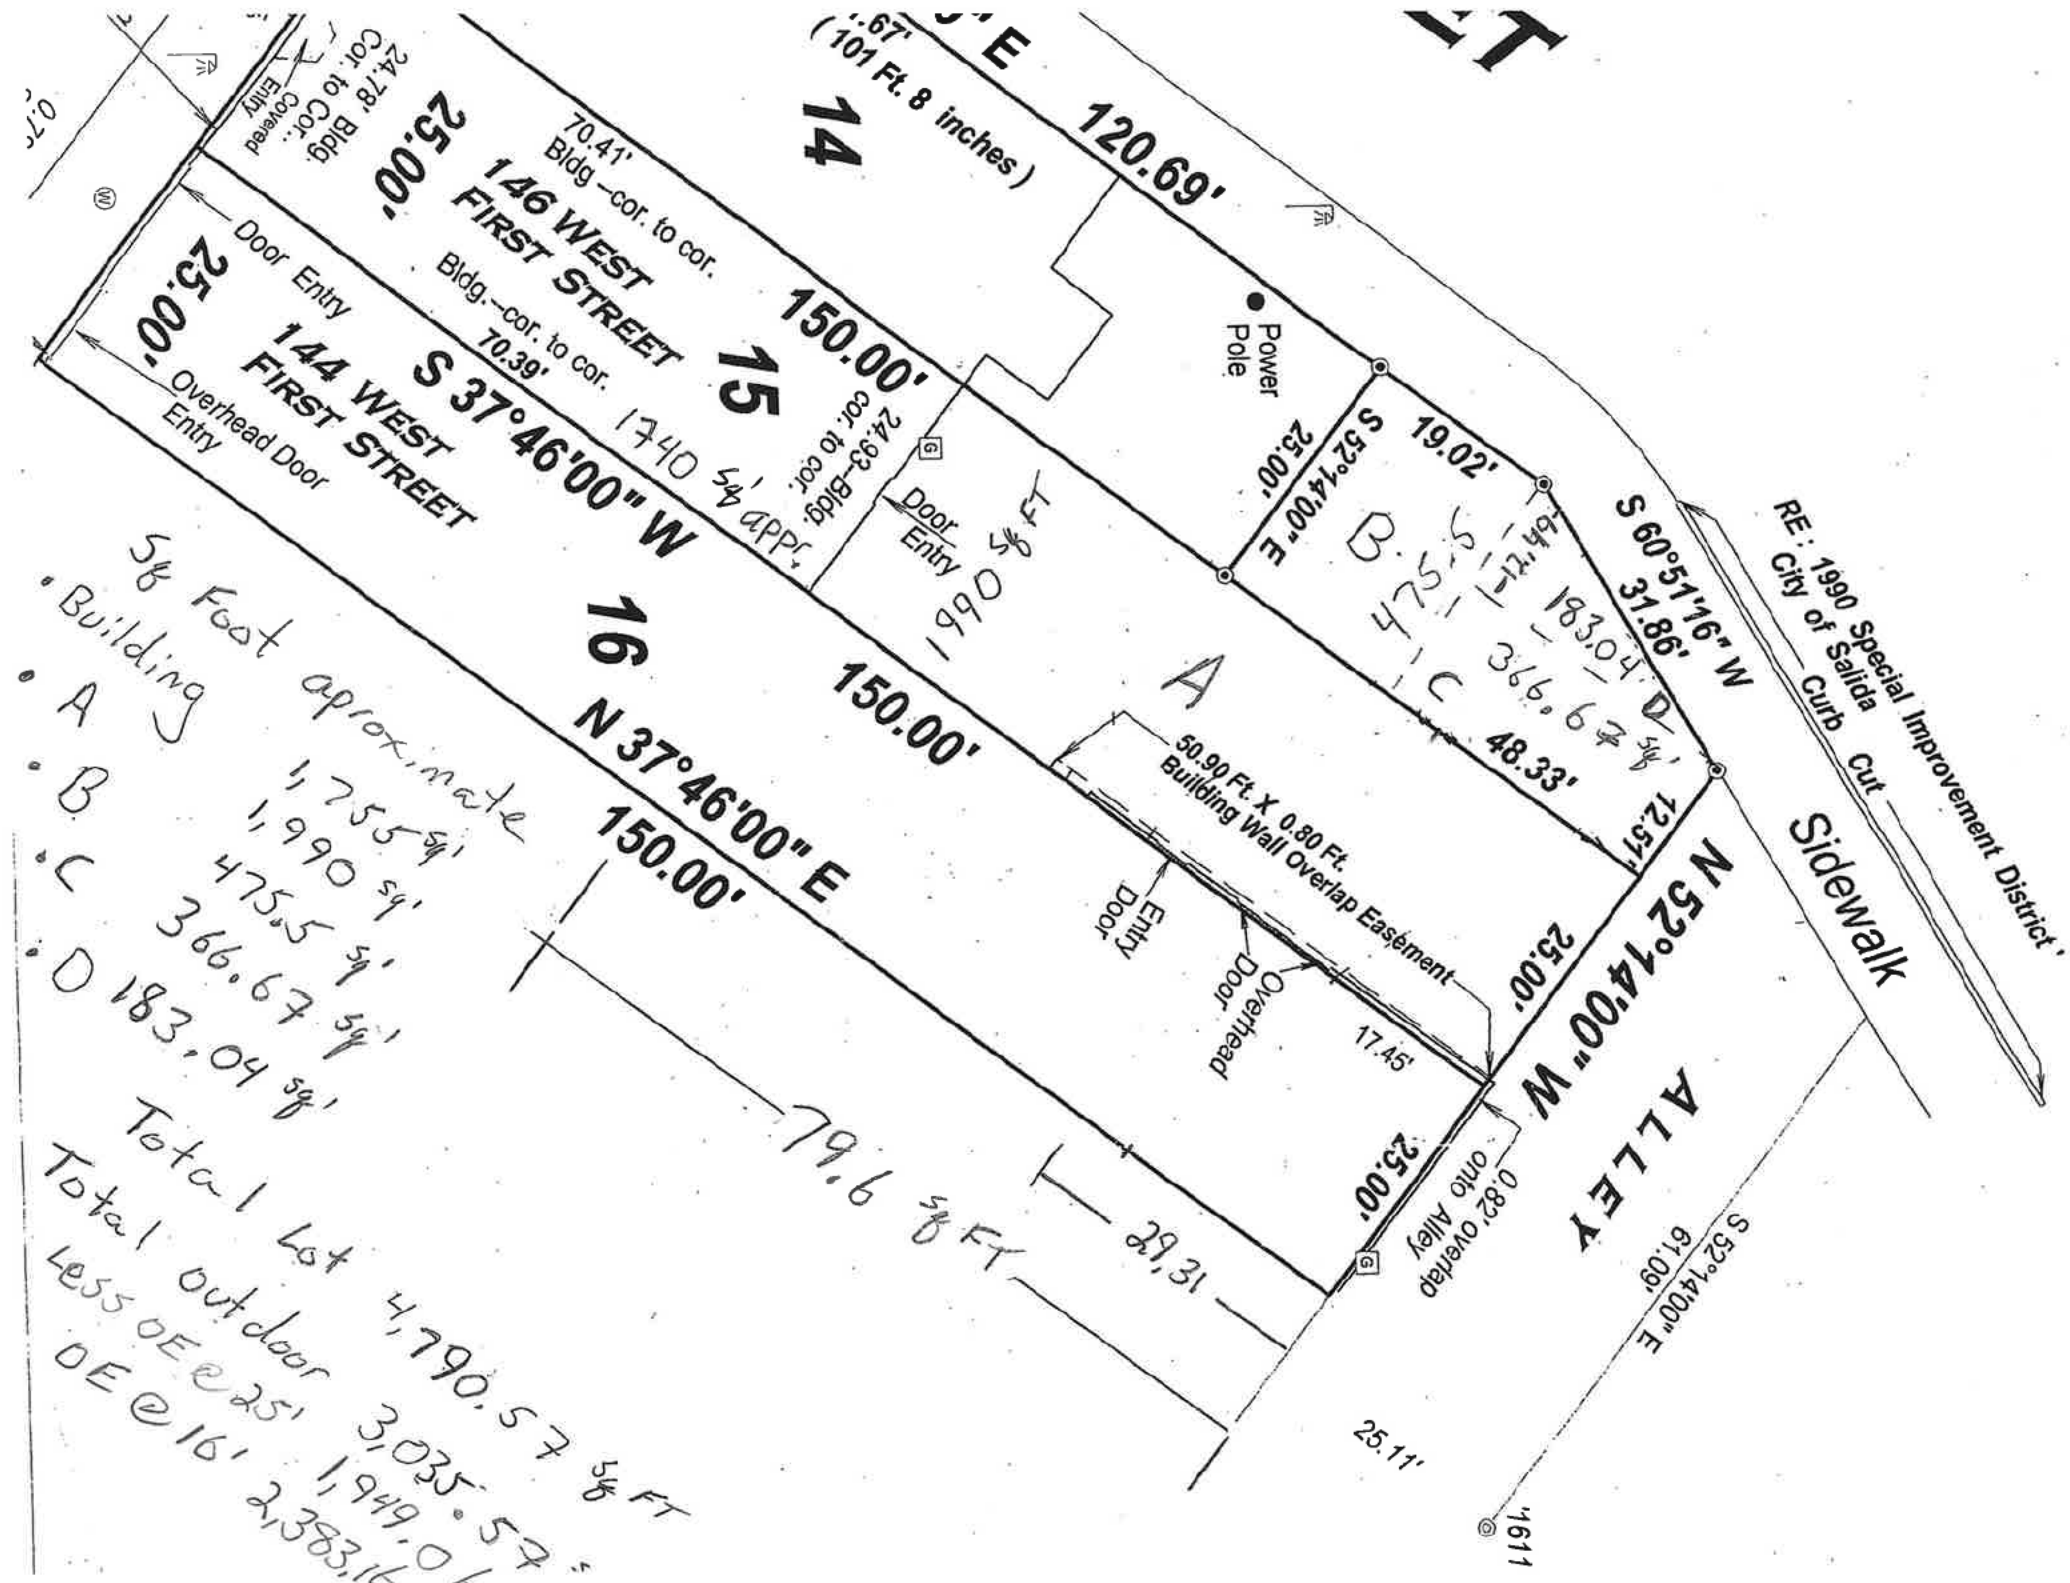 ET
" E
1.67'
( 101 Ft. 8 inches )
120.69'
14
Power
Pole
24.78' Bldg.
Cor. to Cor..
Covered
Entry
25.00'
70.41'
Bldg -cor. to cor.
146 WEST
FIRST STREET
Bldg.-cor. to cor.
70.39'
150.00'
15
24.93-Bldg.
cor. to cor.
1740 sq' appr.
G
Door
Entry
1990 sq FT
A
S 52°14'00" E
25.00'
19.02'
S 60°51'16" W
31.86'
B.
475.5
12.49'
183.04' D
C
366.67 sq'
48.33'
12.51'
RE: 1990 Special Improvement District'
City of Salida
Curb Cut
Sidewalk
W
Door Entry
25.00'
144 WEST
FIRST STREET
Overhead Door
Entry
S 37°46'00" W
150.00'
16
N 37°46'00" E
150.00'
50.90 Ft. X 0.80 Ft.
Building Wall Overlap Easement
Entry
Door
Overhead
Door
17.45'
25.00'
N 52°14'00" W
25.00'
G
0.82' overlap
onto Alley
ALLEY
S 52°14'00" E
61.09'
25.11'
1611
79.6 sq FT
29.31
Sq Foot aproximate
• Building 1,755 sq'
• A 1,990 sq'
• B 475.5 sq'
• C 366.67 sq'
• D 183.04 sq'
Total Lot 4,790.57 sq FT
Total outdoor 3,035.57 "
Less OE @ 25' 1,949.0
OE @ 16' 2,383.16